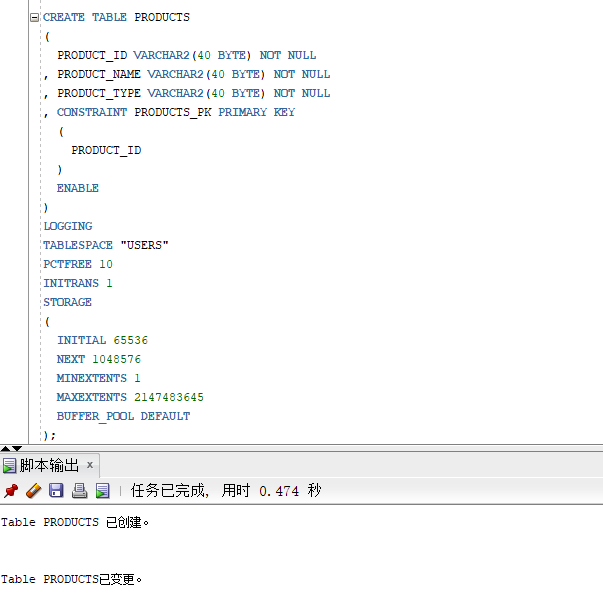 CREATE TABLE PRODUCTS
(
PRODUCT_ID VARCHAR2(40 BYTE) NOT NULL
, PRODUCT_NAME VARCHAR2(40 BYTE) NOT NULL
, PRODUCT_TYPE VARCHAR2(40 BYTE) NOT NULL
, CONSTRAINT PRODUCTS_PK PRIMARY KEY
(
PRODUCT_ID
)
ENABLE
)
LOGGING
TABLESPACE "USERS"
PCTFREE 10
INITRANS 1
STORAGE
(
INITIAL 65536
NEXT 1048576
MINEXTENTS 1
MAXEXTENTS 2147483645
BUFFER_POOL DEFAULT
);
脚本输出 x
任务已完成, 用时 0.474 秒
Table PRODUCTS 已创建。
Table PRODUCTS已变更。